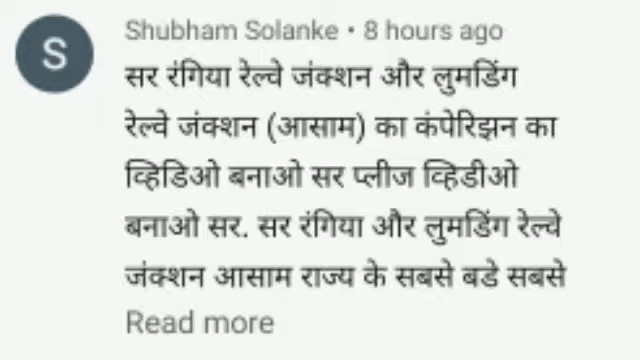 S
Shubham Solanke • 8 hours ago
सर रंगिया रेल्वे जंक्शन और लुमडिंग
रेल्वे जंक्शन (आसाम) का कंपेरिझन का
व्हिडिओ बनाओ सर प्लीज व्हिडीओ
बनाओ सर. सर रंगिया और लुमडिंग रेल्वे
जंक्शन आसाम राज्य के सबसे बडे सबसे
Read more